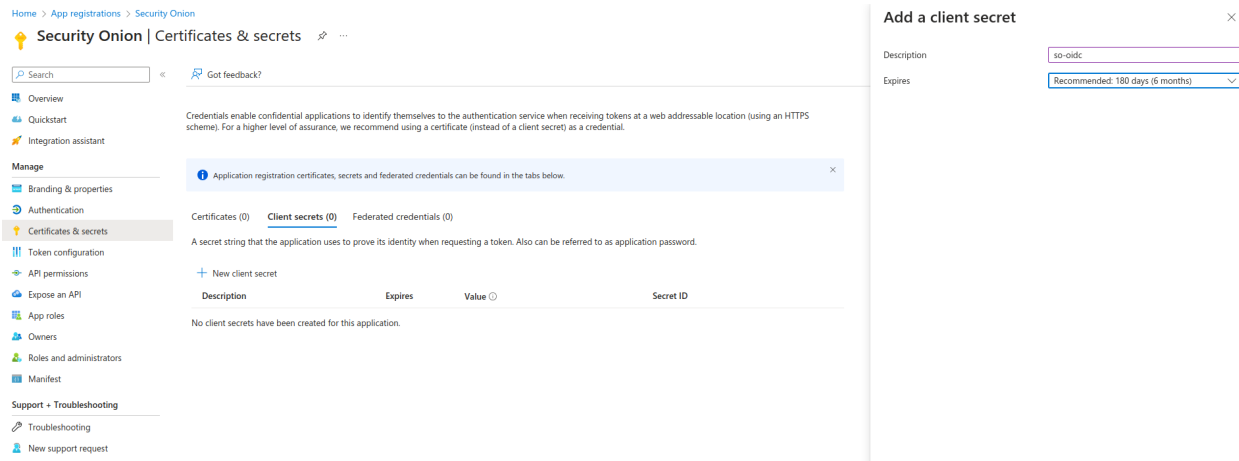 Home > App registrations > Security Onion
Security Onion | Certificates & secrets
Search
Overview
Quickstart
Integration assistant
Manage
Branding & properties
Authentication
Certificates & secrets
Token configuration
API permissions
Expose an API
App roles
Owners
Roles and administrators
Manifest
Support + Troubleshooting
Troubleshooting
New support request
Got feedback?
Credentials enable confidential applications to identify themselves to the authentication service when receiving tokens at a web addressable location (using an HTTPS
scheme). For a higher level of assurance, we recommend using a certificate (instead of a client secret) as a credential.
Application registration certificates, secrets and federated credentials can be found in the tabs below.
Certificates (0) Client secrets (0) Federated credentials (0)
A secret string that the application uses to prove its identity when requesting a token. Also can be referred to as application password.
New client secret
Description Expires Value Secret ID
No client secrets have been created for this application.
Add a client secret
Description so-oidc
Expires Recommended: 180 days (6 months)